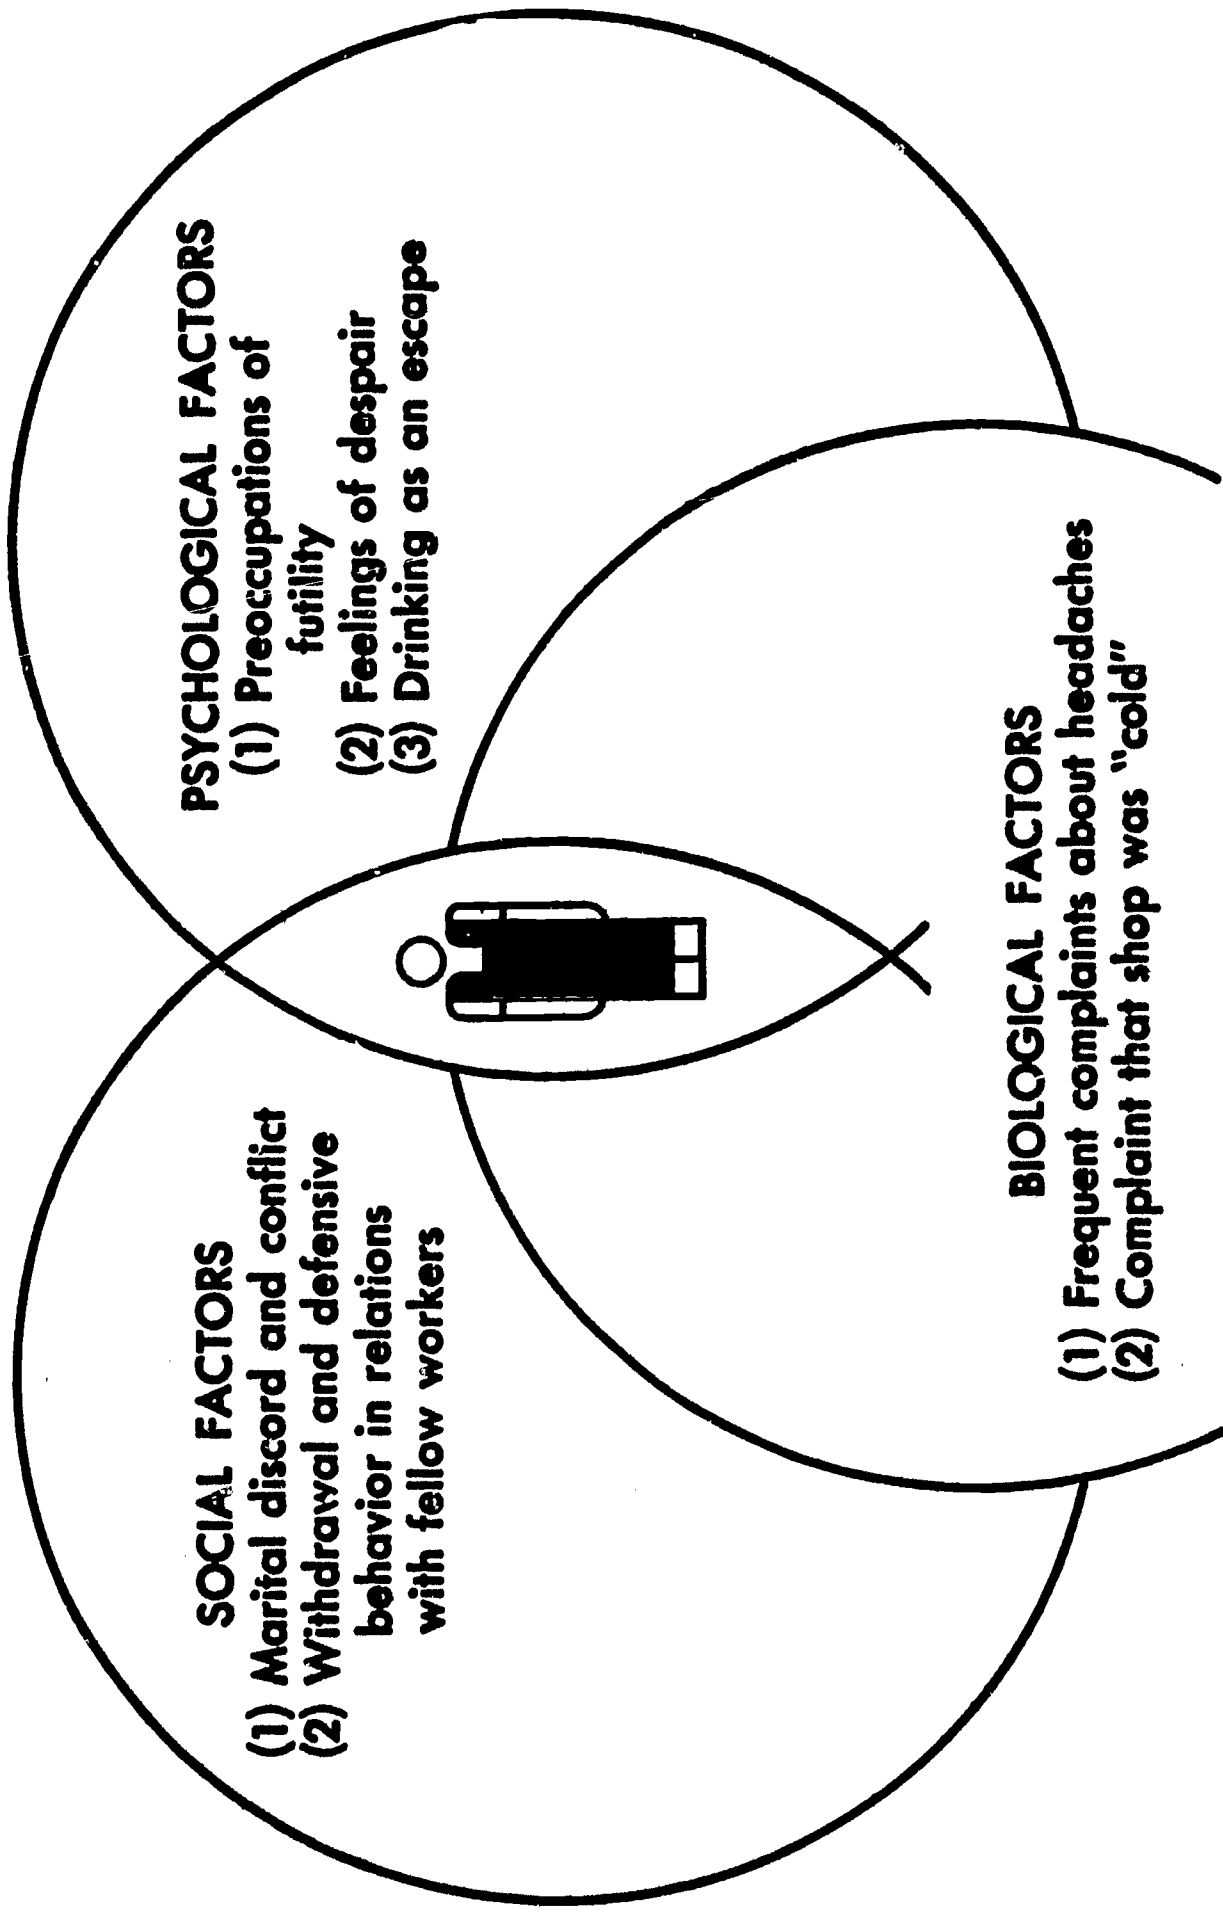 SOCIAL FACTORS
(1) Marital discord and conflict
(2) Withdrawal and defensive
behavior in relations
with fellow workers
PSYCHOLOGICAL FACTORS
(1) Preoccupations of
futility
(2) Feelings of despair
(3) Drinking as an escape
BIOLOGICAL FACTORS
(1) Frequent complaints about headaches
(2) Complaint that shop was "cold"